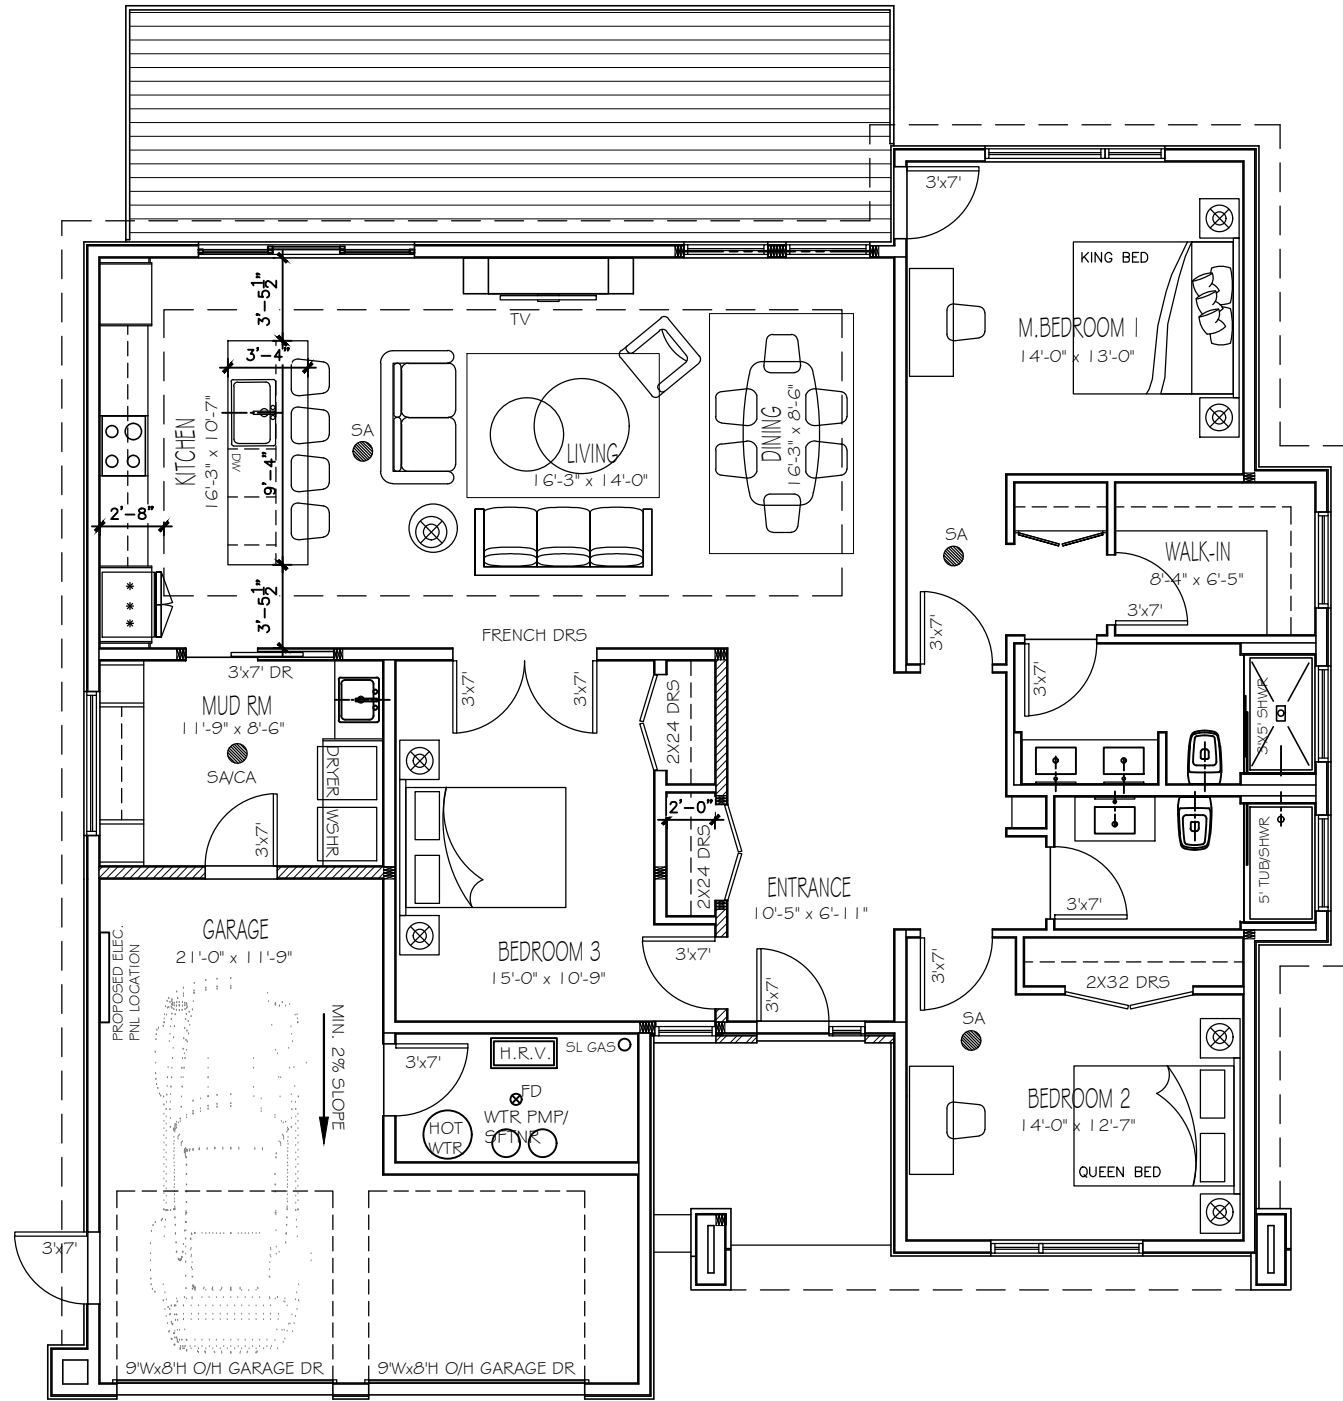 3'x7'
KING BED
M.BEDROOM 1
14'-0" x 13'-0"
3'-5 1/2"
3'-4"
TV
KITCHEN
16'-3" x 10'-7"
DW
9'-4"
2'-8"
3'-5 1/2"
SA
LIVING
16'-3" x 14'-0"
DINING
16'-3" x 8'-6"
SA
WALK-IN
8'-4" x 6'-5"
3'x7'
3'x7'
3'x7'
3'x5' SHWR
FRENCH DRS
3'x7'
3'x7'
2X24 DRS
3'x7' DR
MUD RM
11'-9" x 8'-6"
SA/CA
DRYER
WSHR
3'x7'
2'-0"
2X24 DRS
ENTRANCE
10'-5" x 6'-11"
5' TUB/SHWR
3'x7'
GARAGE
21'-0" x 11'-9"
PROPOSED ELEC.
PNL LOCATION
BEDROOM 3
15'-0" x 10'-9"
3'x7'
3'x7'
3'x7'
2X32 DRS
SA
MIN. 2% SLOPE
3'x7'
H.R.V.
SL GAS
FD
WTR PMP/
SFTNR
HOT
WTR
BEDROOM 2
14'-0" x 12'-7"
QUEEN BED
3'x7'
9'Wx8'H O/H GARAGE DR
9'Wx8'H O/H GARAGE DR